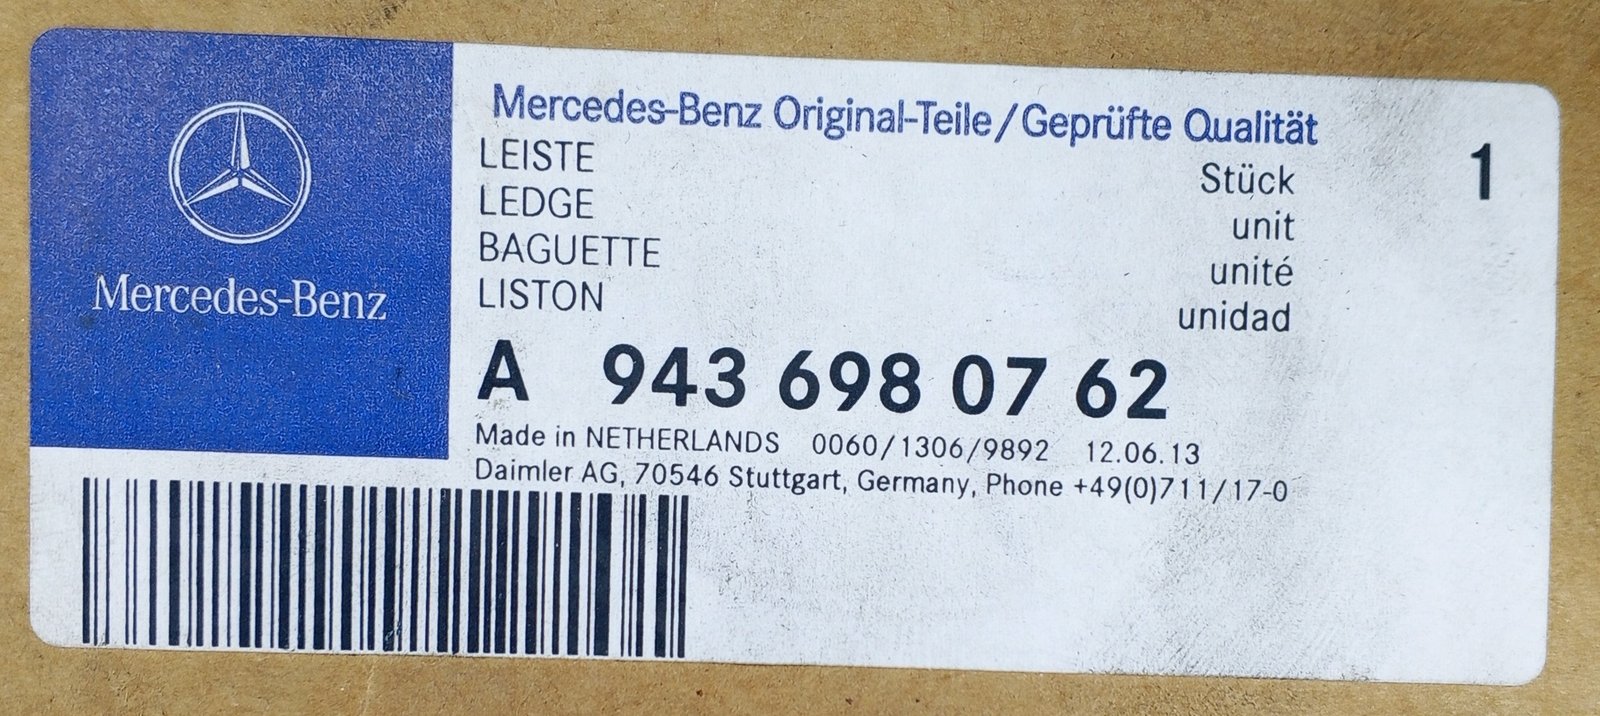 Mercedes-Benz
Mercedes-Benz Original-Teile/Geprüfte Qualität
LEISTE Stück 1
LEDGE unit
BAGUETTE unité
LISTON unidad
A 943 698 07 62
Made in NETHERLANDS 0060/1306/9892 12.06.13
Daimler AG, 70546 Stuttgart, Germany, Phone +49(0)711/17-0